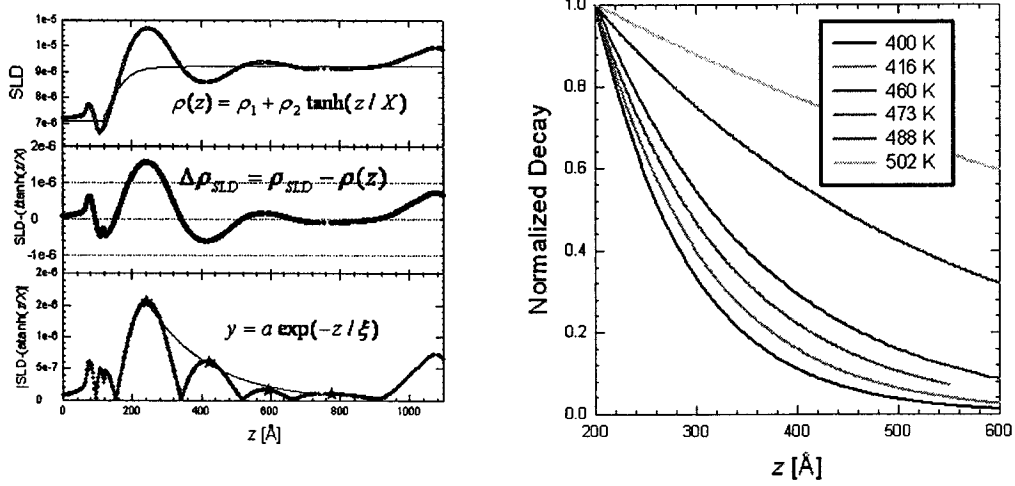 1e-5
1e-5
9e-6
8e-6
7e-6
2e-6
SLD
ρ(z) = ρ₁ + ρ₂ tanh(z / X)
Δρ_SLD = ρ_SLD − ρ(z)
1e-6
0
-1e-6
2e-6
y = a exp(−z / ξ)
2e-6
1e-6
5e-7
0
0 200 400 600 800 1000
z [Å]
1.0
0.8
0.6
0.4
0.2
0.0
Normalized Decay
400 K
416 K
460 K
473 K
488 K
502 K
200 300 400 500 600
z [Å]